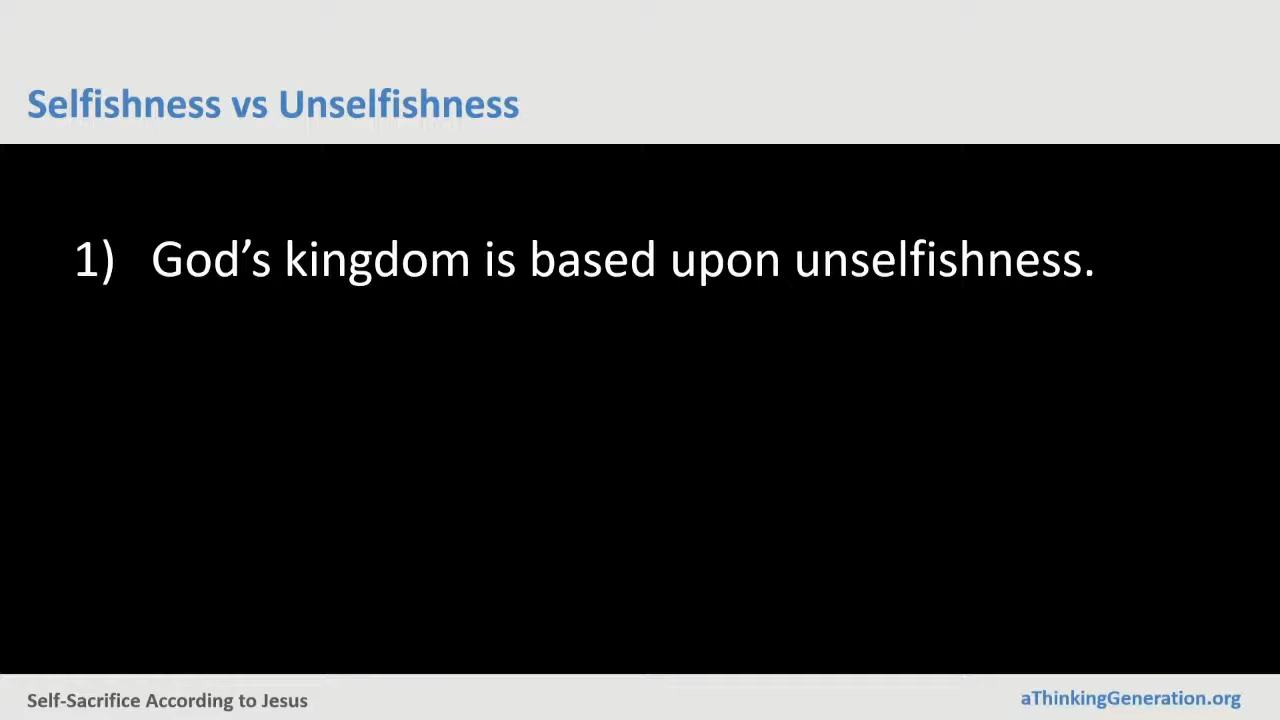 Selfishness vs Unselfishness
1) God’s kingdom is based upon unselfishness.
Self-Sacrifice According to Jesus
aThinkingGeneration.org